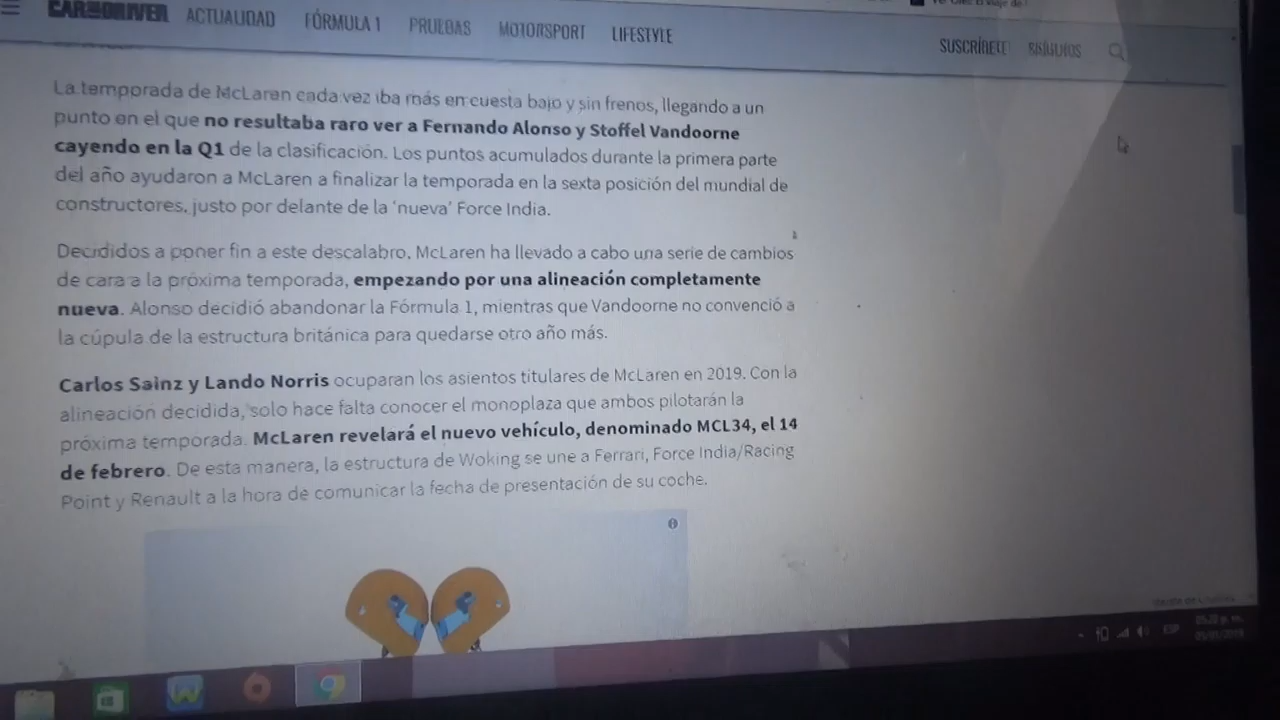 CAR AND DRIVER ACTUALIDAD FÓRMULA 1 PRUEBAS MOTORSPORT LIFESTYLE SUSCRÍBETE SÍGUENOS
La temporada de McLaren cada vez iba más en cuesta bajo y sin frenos, llegando a un
punto en el que no resultaba raro ver a Fernando Alonso y Stoffel Vandoorne
cayendo en la Q1 de la clasificación. Los puntos acumulados durante la primera parte
del año ayudaron a McLaren a finalizar la temporada en la sexta posición del mundial de
constructores, justo por delante de la ‘nueva’ Force India.
Decididos a poner fin a este descalabro, McLaren ha llevado a cabo una serie de cambios
de cara a la próxima temporada, empezando por una alineación completamente
nueva. Alonso decidió abandonar la Fórmula 1, mientras que Vandoorne no convenció a
la cúpula de la estructura británica para quedarse otro año más.
Carlos Sainz y Lando Norris ocuparan los asientos titulares de McLaren en 2019. Con la
alineación decidida, solo hace falta conocer el monoplaza que ambos pilotarán la
próxima temporada. McLaren revelará el nuevo vehículo, denominado MCL34, el 14
de febrero. De esta manera, la estructura de Woking se une a Ferrari, Force India/Racing
Point y Renault a la hora de comunicar la fecha de presentación de su coche.
ESP